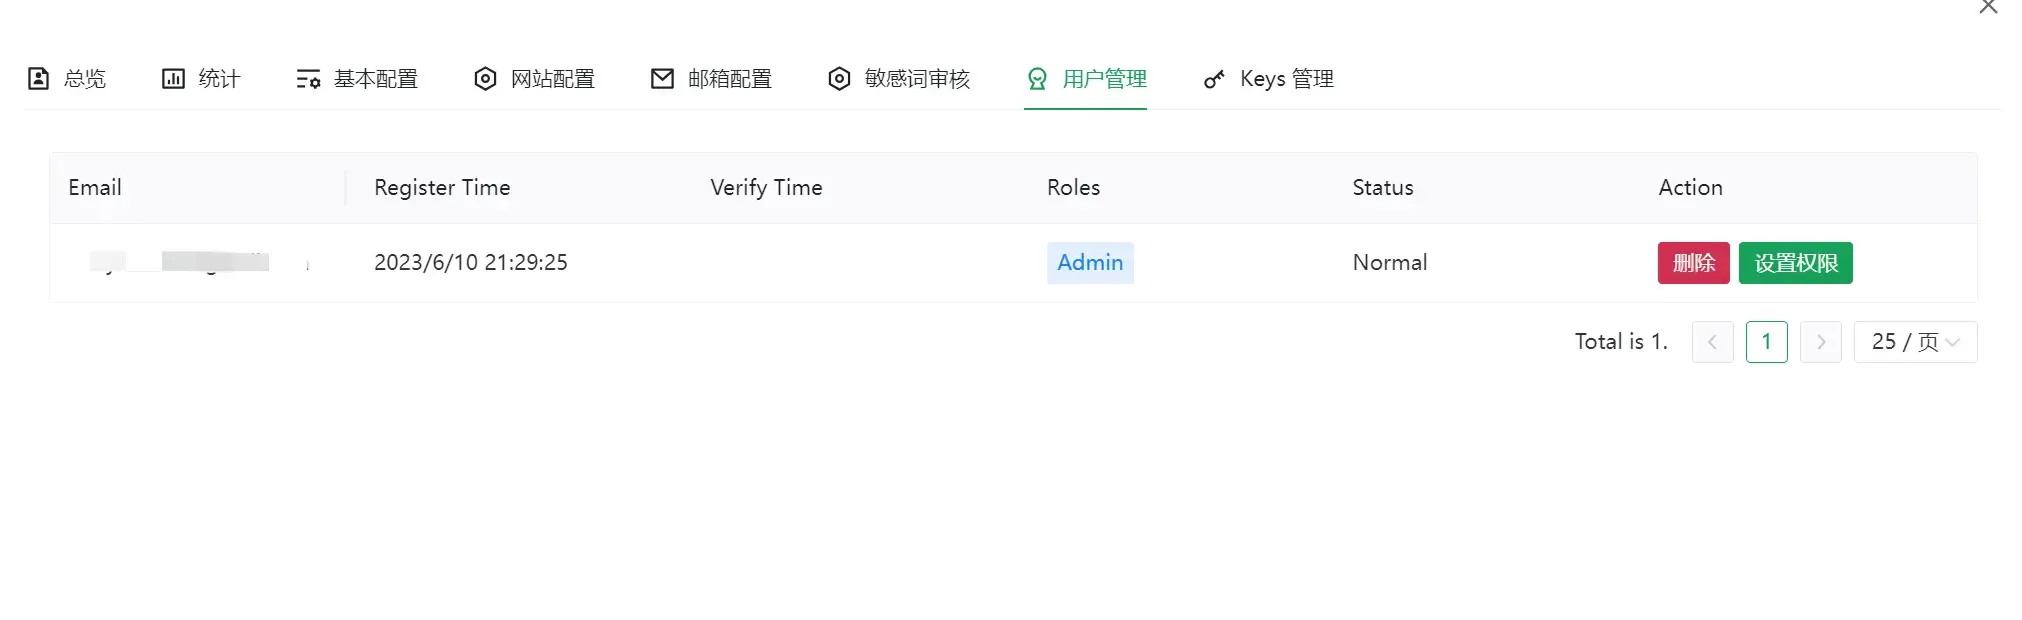 总览 统计 基本配置 网站配置 邮箱配置 敏感词审核 用户管理 Keys 管理
Email Register Time Verify Time Roles Status Action
2023/6/10 21:29:25 Admin Normal 删除 设置权限
Total is 1. 1 25 / 页